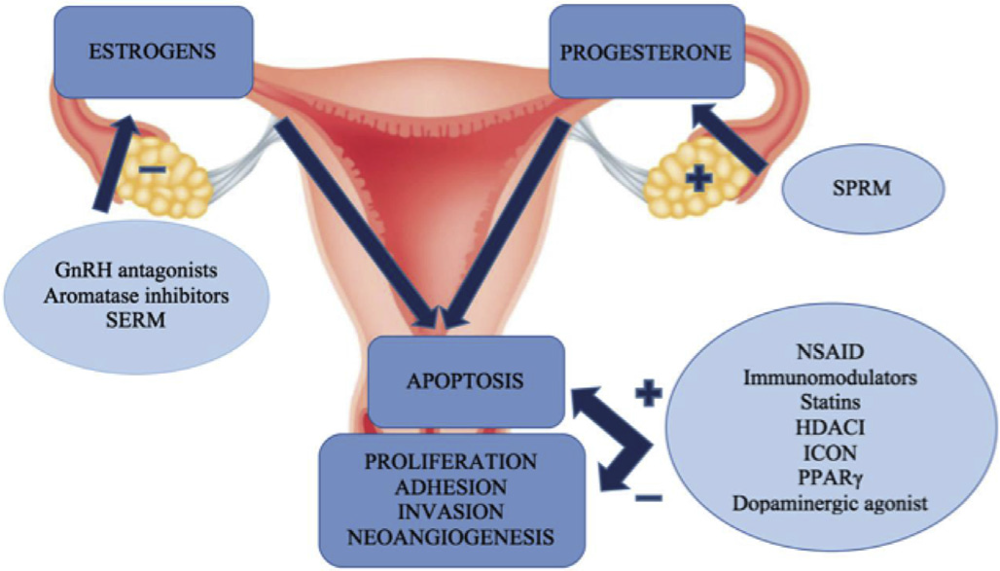 ESTROGENS
PROGESTERONE
−
+
SPRM
GnRH antagonists
Aromatase inhibitors
SERM
APOPTOSIS
+
NSAID
Immunomodulators
Statins
HDACI
ICON
PPARγ
Dopaminergic agonist
PROLIFERATION
ADHESION
INVASION
NEOANGIOGENESIS
−